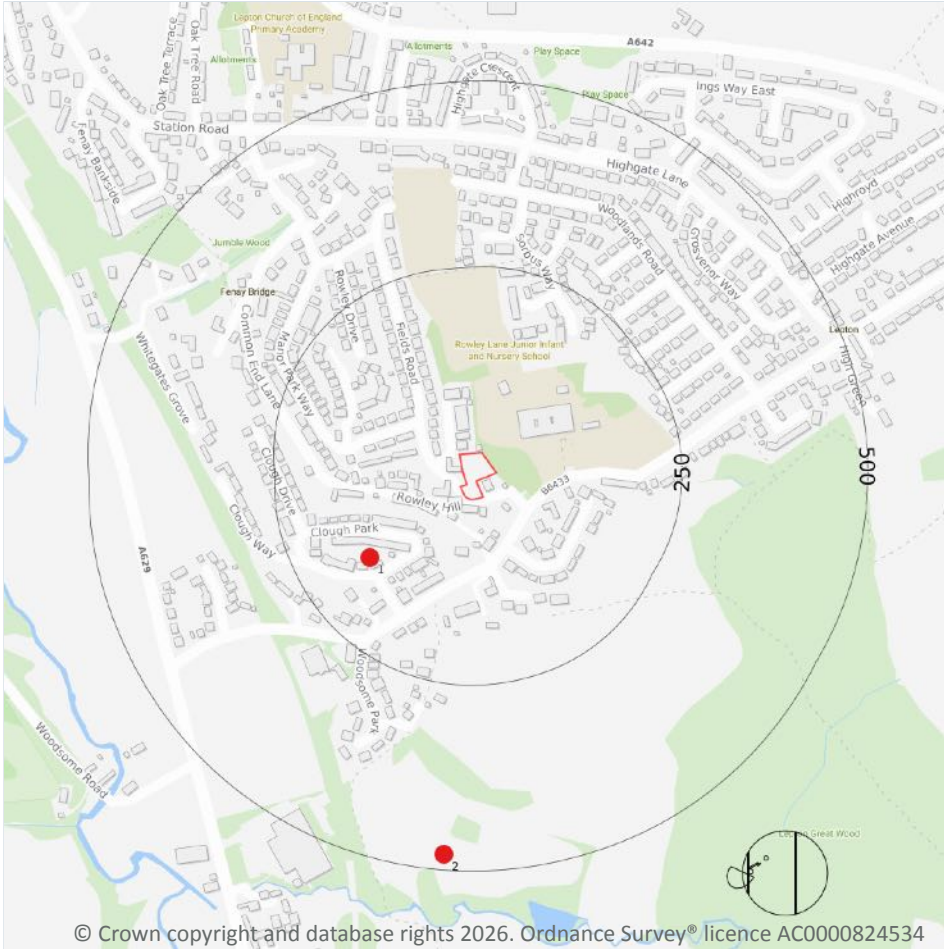 Lepton Church of England
Primary Academy
Allotments
A642
Play Space
Oak Tree Terrace
Oak Tree Road
Allotments
Highgate Crescent
Play Space
Ings Way East
Station Road
Fenay Bankside
Highgate Lane
Highroyd
Woodlands Road
Grosvenor Way
Highgate Avenue
Jumble Wood
Sorbus Way
Rowley Drive
Fenay Bridge
Fields Road
Common End Lane
Manor Park Way
Whitegates Grove
Rowley Lane Junior Infant
and Nursery School
Lepton
High Green
Clough Drive
250
500
B6433
Rowley Hill
Clough Way
Clough Park
A629
1
Woodsome Park
Woodsome Road
Lepton Great Wood
2
© Crown copyright and database rights 2026. Ordnance Survey® licence AC0000824534